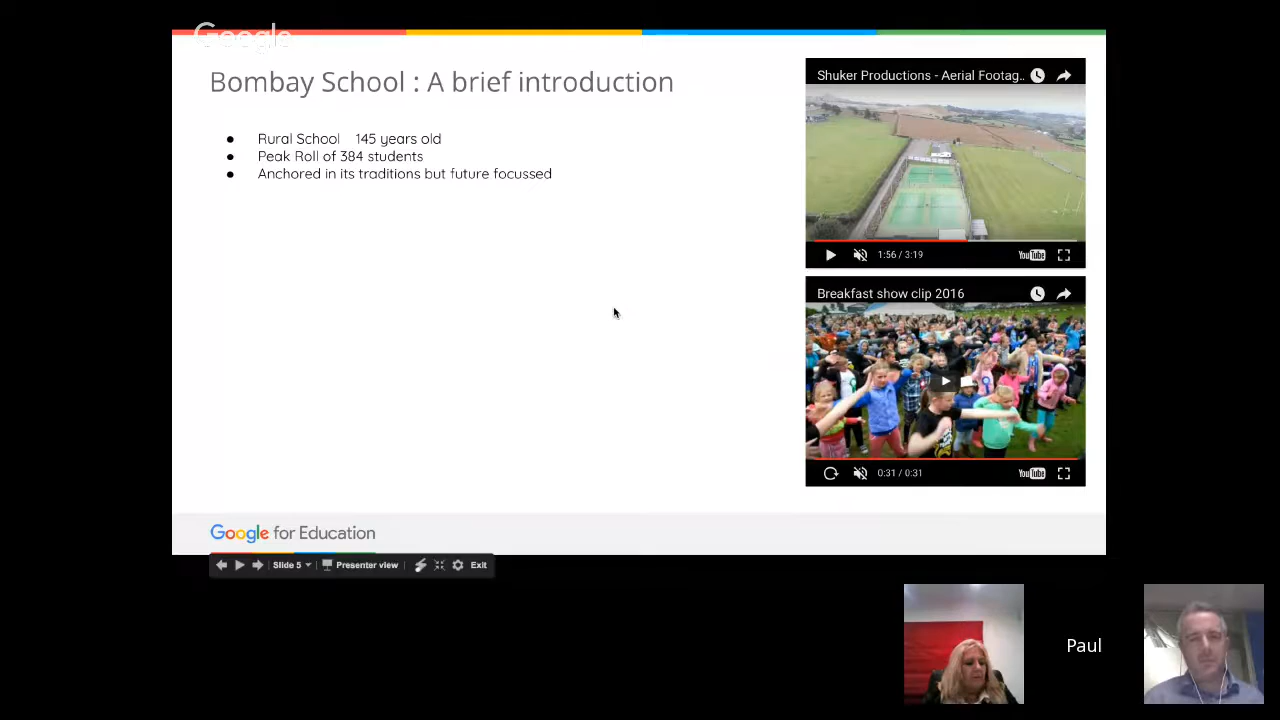 Google
Bombay School : A brief introduction
● Rural School 145 years old
● Peak Roll of 384 students
● Anchored in its traditions but future focussed
Shuker Productions - Aerial Footag..
1:56 / 3:19
YouTube
Breakfast show clip 2016
0:31 / 0:31
YouTube
Google for Education
Slide 5
Presenter view
Exit
Paul